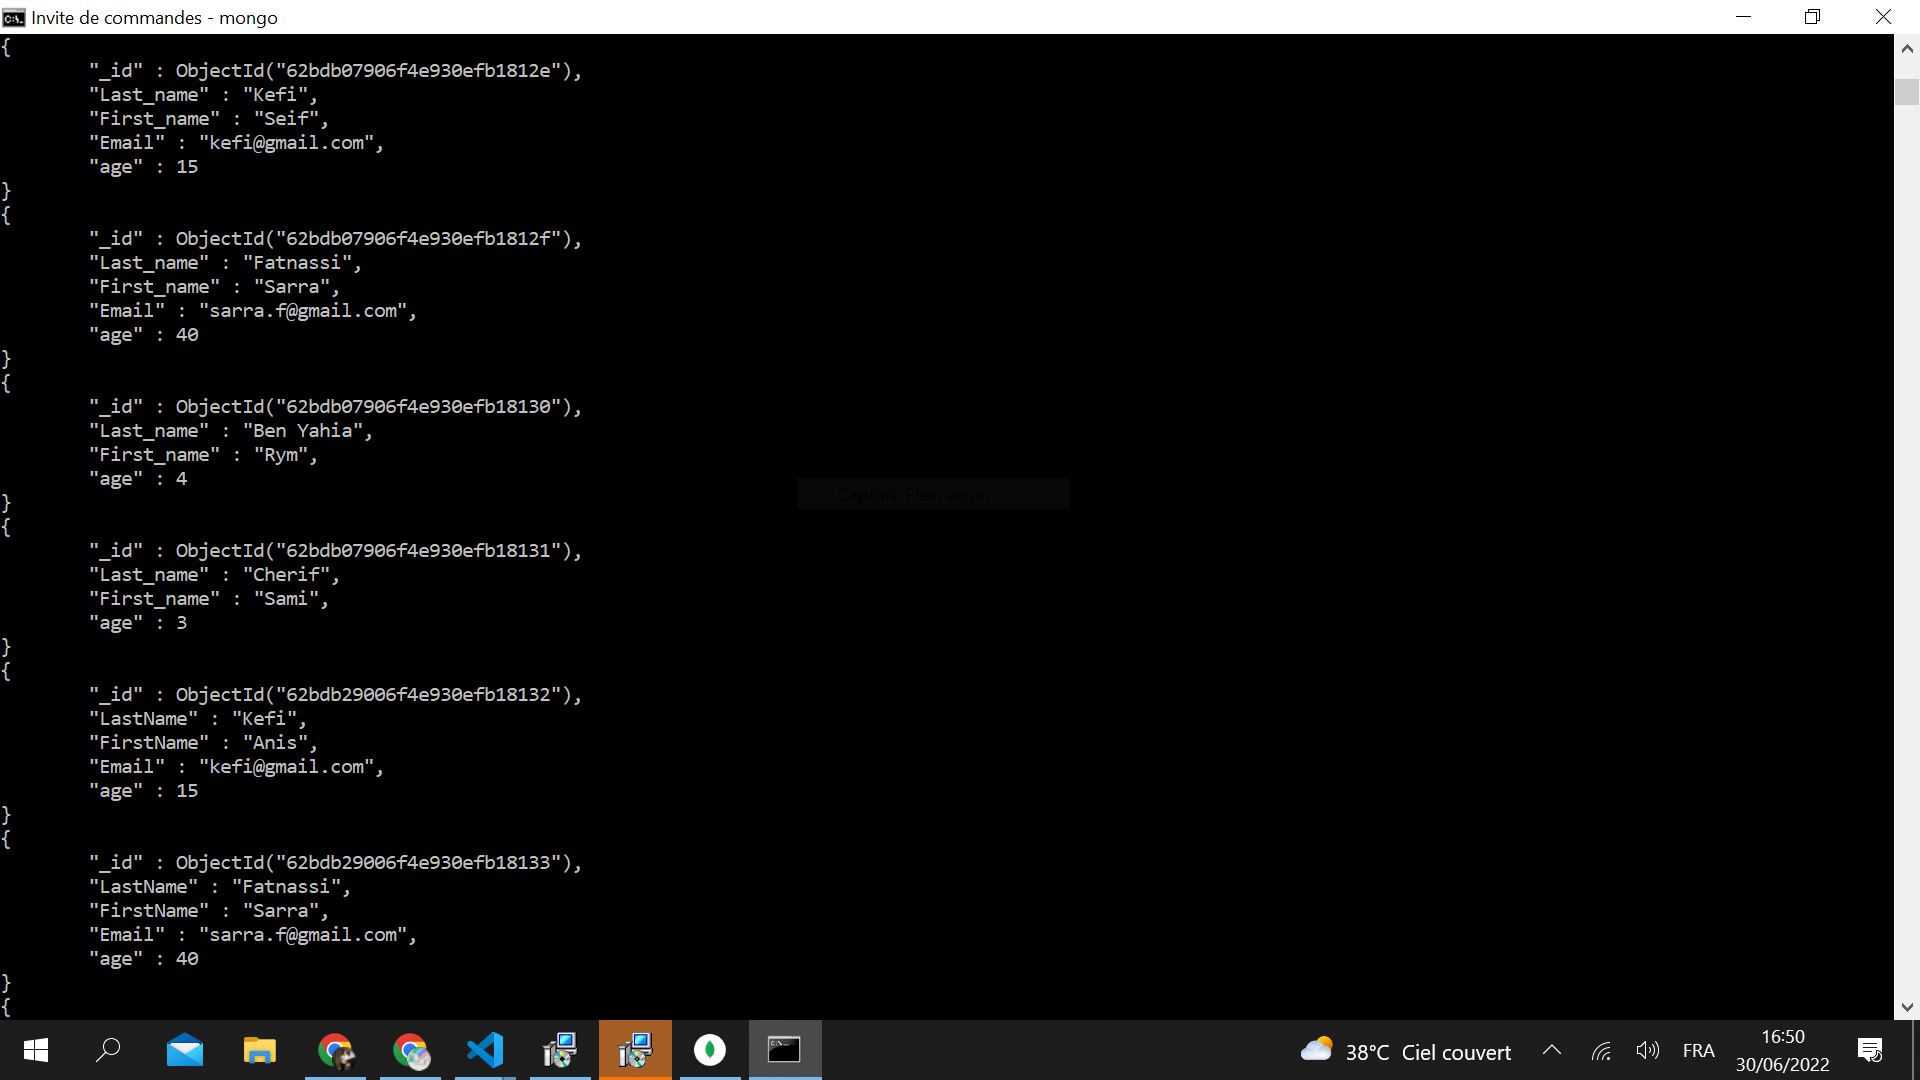 Invite de commandes - mongo
{
"_id" : ObjectId("62bdb07906f4e930efb1812e"),
"Last_name" : "Kefi",
"First_name" : "Seif",
"Email" : "kefi@gmail.com",
"age" : 15
}
{
"_id" : ObjectId("62bdb07906f4e930efb1812f"),
"Last_name" : "Fatnassi",
"First_name" : "Sarra",
"Email" : "sarra.f@gmail.com",
"age" : 40
}
{
"_id" : ObjectId("62bdb07906f4e930efb18130"),
"Last_name" : "Ben Yahia",
"First_name" : "Rym",
"age" : 4
}
Capture Plein écran
{
"_id" : ObjectId("62bdb07906f4e930efb18131"),
"Last_name" : "Cherif",
"First_name" : "Sami",
"age" : 3
}
{
"_id" : ObjectId("62bdb29006f4e930efb18132"),
"LastName" : "Kefi",
"FirstName" : "Anis",
"Email" : "kefi@gmail.com",
"age" : 15
}
{
"_id" : ObjectId("62bdb29006f4e930efb18133"),
"LastName" : "Fatnassi",
"FirstName" : "Sarra",
"Email" : "sarra.f@gmail.com",
"age" : 40
}
{
38°C Ciel couvert
FRA
16:50
30/06/2022